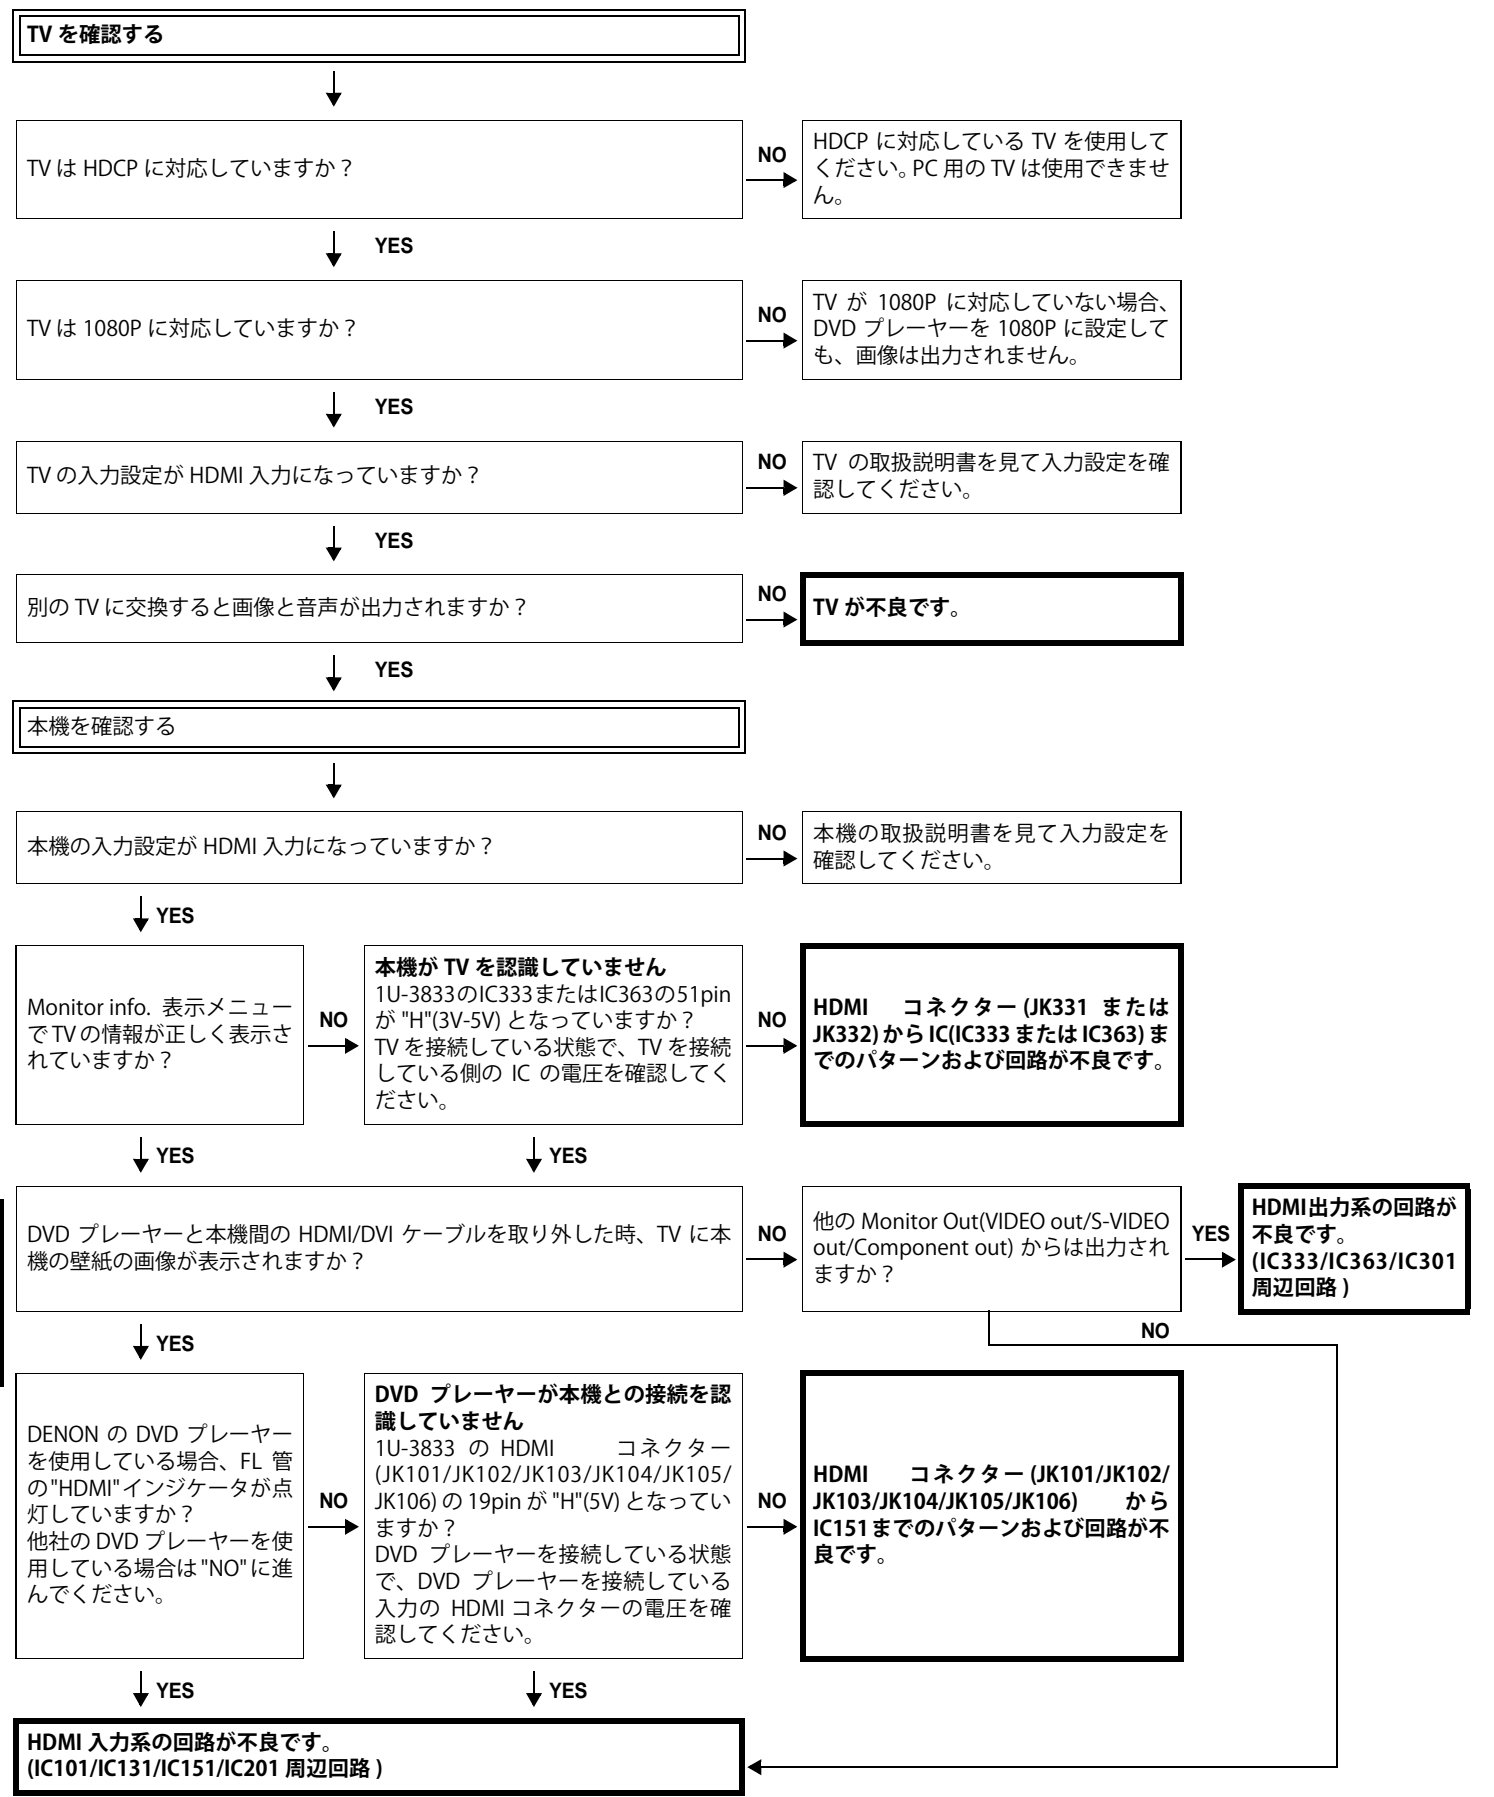 TV を確認する
TV は HDCP に対応していますか？
NO
HDCP に対応している TV を使用して
ください。PC 用の TV は使用できませ
ん。
YES
TV は 1080P に対応していますか？
NO
TV が 1080P に対応していない場合、
DVD プレーヤーを 1080P に設定して
も、画像は出力されません。
YES
TV の入力設定が HDMI 入力になっていますか？
NO
TV の取扱説明書を見て入力設定を確
認してください。
YES
別の TV に交換すると画像と音声が出力されますか？
NO
TV が不良です。
YES
本機を確認する
本機の入力設定が HDMI 入力になっていますか？
NO
本機の取扱説明書を見て入力設定を
確認してください。
YES
Monitor info. 表示メニュー
で TV の情報が正しく表示さ
れていますか？
NO
本機が TV を認識していません
1U-3833のIC333またはIC363の51pin
が "H"(3V-5V) となっていますか？
TV を接続している状態で、TV を接続
している側の IC の電圧を確認してく
ださい。
NO
HDMI コネクター (JK331 または
JK332) から IC(IC333 または IC363) ま
でのパターンおよび回路が不良です。
YES
YES
DVD プレーヤーと本機間の HDMI/DVI ケーブルを取り外した時、TV に本
機の壁紙の画像が表示されますか？
NO
他の Monitor Out(VIDEO out/S-VIDEO
out/Component out) からは出力され
ますか？
YES
HDMI出力系の回路が
不良です。
(IC333/IC363/IC301
周辺回路 )
NO
YES
DENON の DVD プレーヤー
を使用している場合、FL 管
の"HDMI"インジケータが点
灯していますか？
他社の DVD プレーヤーを使
用している場合は "NO" に進
んでください。
NO
DVD プレーヤーが本機との接続を認
識していません
1U-3833 の HDMI コネクター
(JK101/JK102/JK103/JK104/JK105/
JK106) の 19pin が "H"(5V) となってい
ますか？
DVD プレーヤーを接続している状態
で、DVD プレーヤーを接続している
入力の HDMI コネクターの電圧を確
認してください。
NO
HDMI コネクター (JK101/JK102/
JK103/JK104/JK105/JK106) から
IC151までのパターンおよび回路が不
良です。
YES
YES
HDMI 入力系の回路が不良です。
(IC101/IC131/IC151/IC201 周辺回路 )